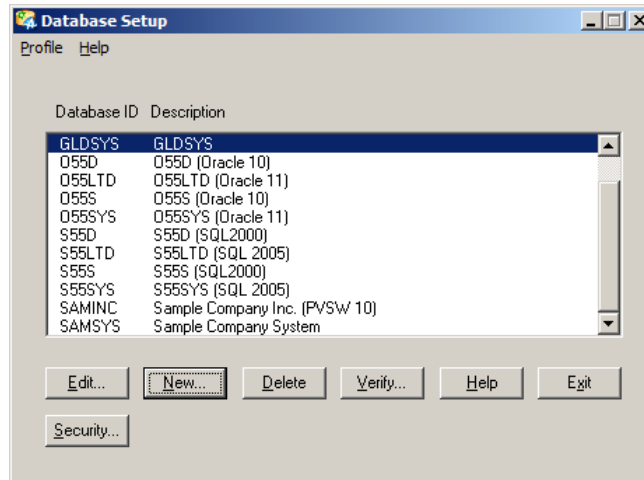 Database Setup
Profile Help
Database ID Description
GLDSYS GLDSYS
O55D O55D (Oracle 10)
O55LTD O55LTD (Oracle 11)
O55S O55S (Oracle 10)
O55SYS O55SYS (Oracle 11)
S55D S55D (SQL2000)
S55LTD S55LTD (SQL 2005)
S55S S55S (SQL2000)
S55SYS S55SYS (SQL 2005)
SAMINC Sample Company Inc. (PVSW 10)
SAMSYS Sample Company System
Edit... New... Delete Verify... Help Exit
Security...